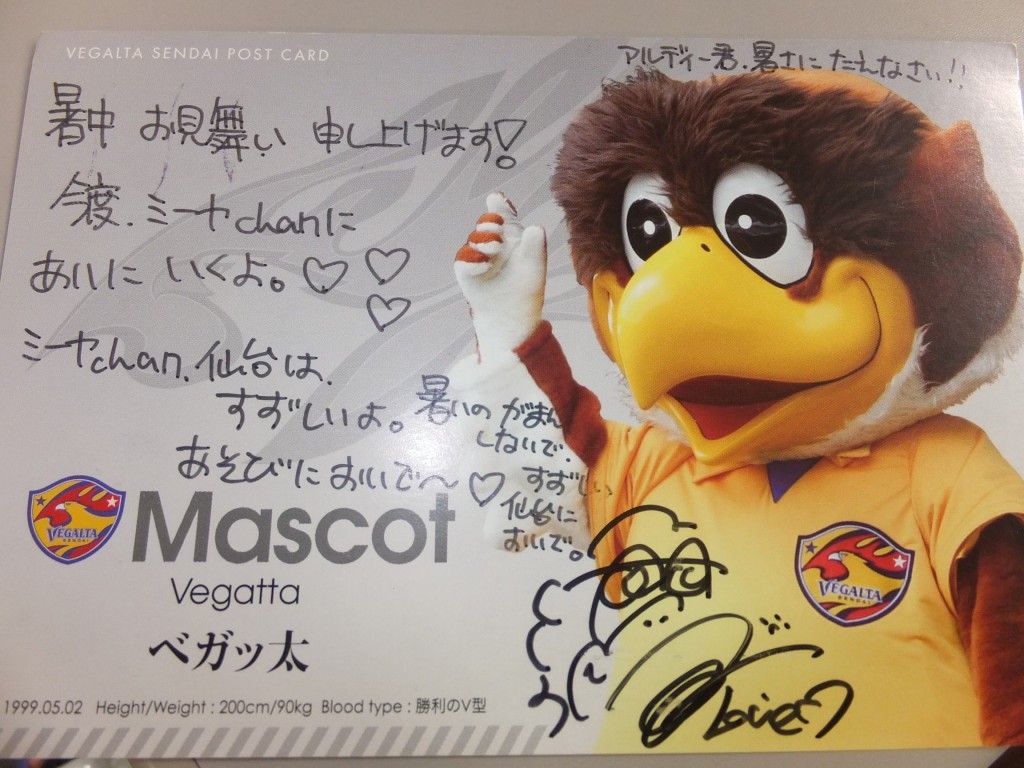 VEGALTA SENDAI POST CARD
アルディー君、暑さに たえなさい!!
暑中 お見舞い 申し上げます!
今度、ミーヤchanに
あいに いくよ。♡♡♡
ミーヤchan、仙台は、
すずしいよ。
あそびに おいで〜♡
暑いの がまん
しないで、
すずしい
仙台に
おいで。
VEGALTA
SENDAI
Mascot
Vegatta
ベガッ太
1999.05.02 Height/Weight : 200cm/90kg Blood type : 勝利のV型
VEGALTA
SENDAI